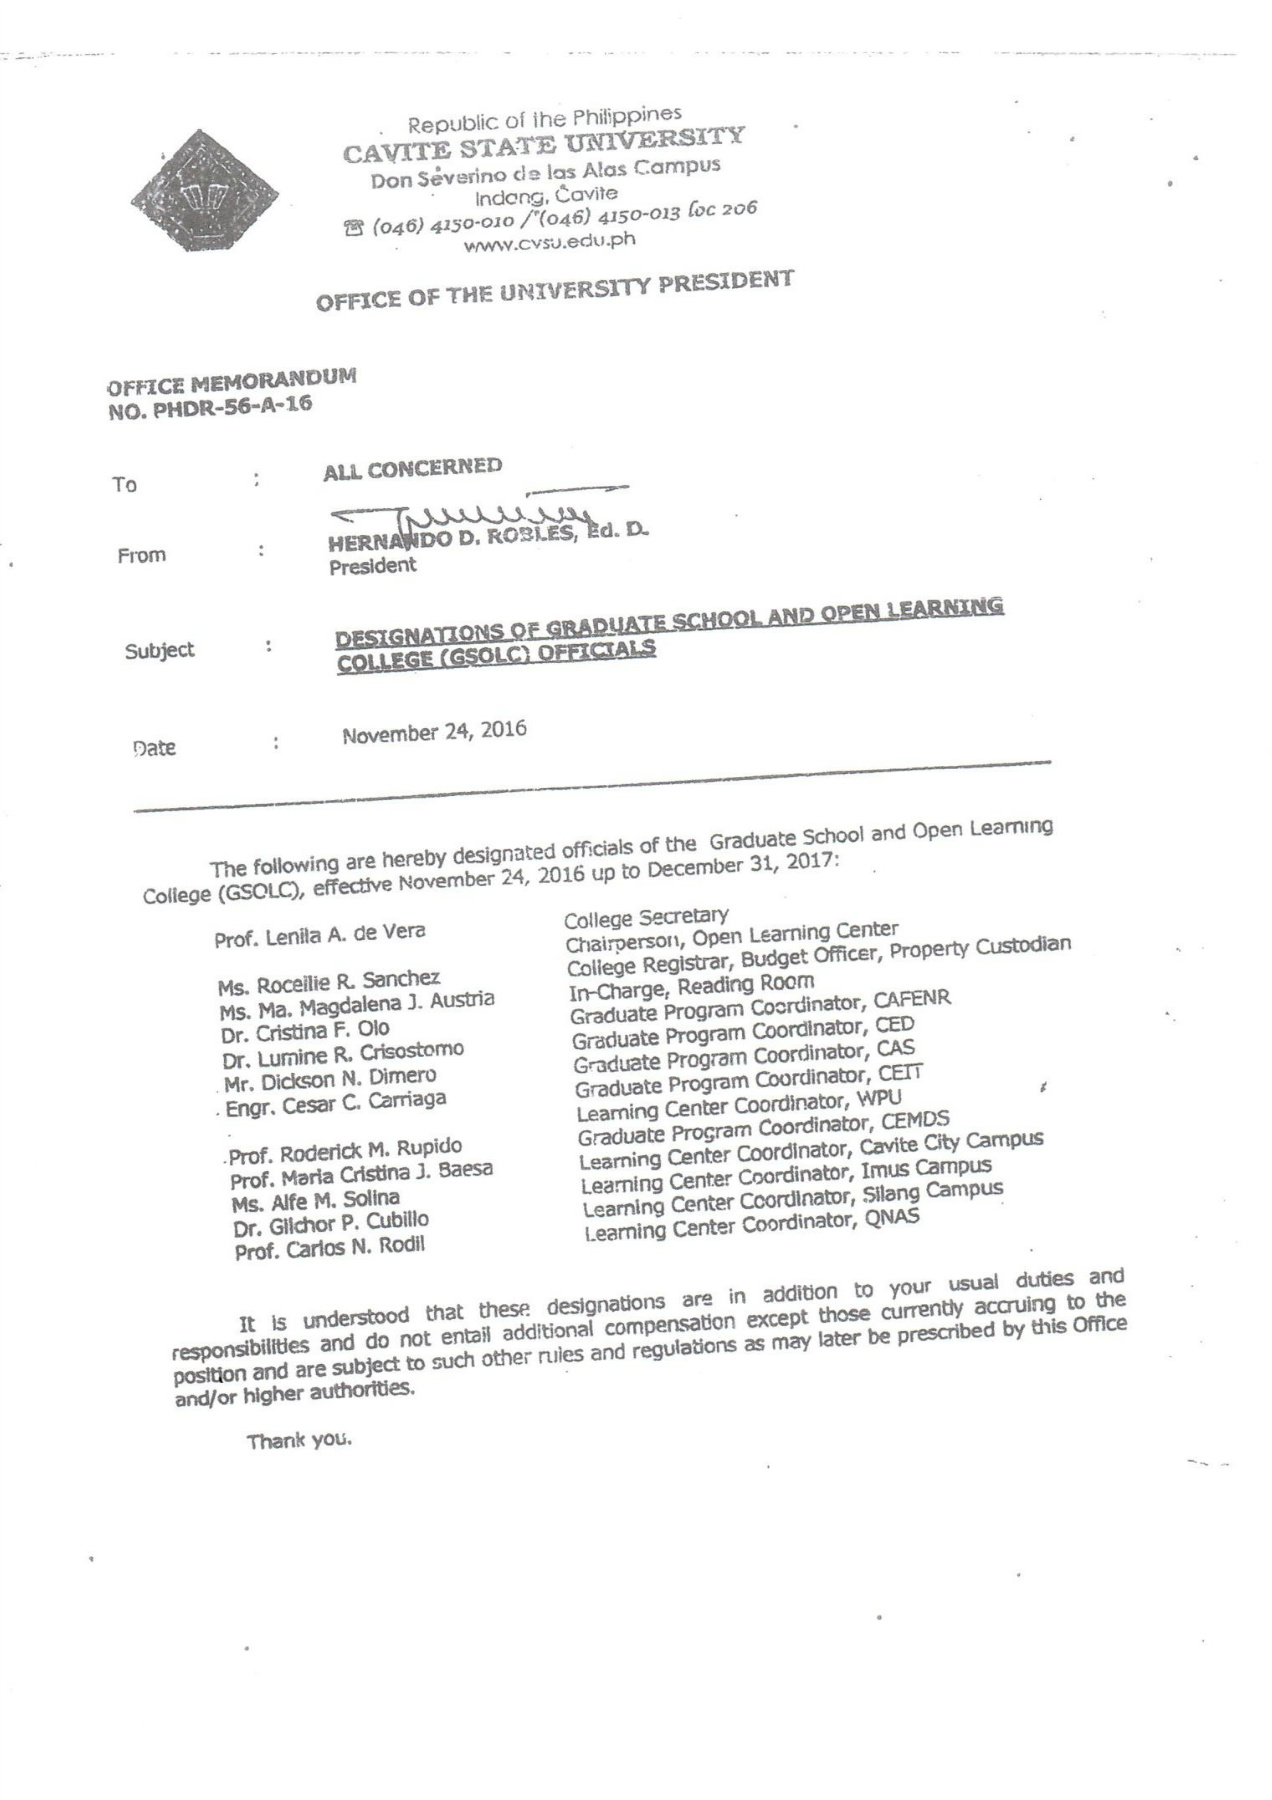 Republic of the Philippines
CAVITE STATE UNIVERSITY
Don Severino de las Alas Campus
Indang, Cavite
☎ (046) 4150-010 / (046) 4150-013 loc 206
www.cvsu.edu.ph
OFFICE OF THE UNIVERSITY PRESIDENT
OFFICE MEMORANDUM
NO. PHDR-56-A-16
To : ALL CONCERNED
From : HERNANDO D. ROBLES, Ed. D.
President
Subject : DESIGNATIONS OF GRADUATE SCHOOL AND OPEN LEARNING
COLLEGE (GSOLC) OFFICIALS
Date : November 24, 2016
The following are hereby designated officials of the Graduate School and Open Learning
College (GSOLC), effective November 24, 2016 up to December 31, 2017:
Prof. Lenila A. de Vera College Secretary
Chairperson, Open Learning Center
Ms. Roceilie R. Sanchez College Registrar, Budget Officer, Property Custodian
Ms. Ma. Magdalena J. Austria In-Charge, Reading Room
Dr. Cristina F. Olo Graduate Program Coordinator, CAFENR
Dr. Lumine R. Crisostomo Graduate Program Coordinator, CED
Mr. Dickson N. Dimero Graduate Program Coordinator, CAS
Engr. Cesar C. Carriaga Graduate Program Coordinator, CEIT
Learning Center Coordinator, WPU
Prof. Roderick M. Rupido Graduate Program Coordinator, CEMDS
Prof. Maria Cristina J. Baesa Learning Center Coordinator, Cavite City Campus
Ms. Alfe M. Solina Learning Center Coordinator, Imus Campus
Dr. Gilchor P. Cubillo Learning Center Coordinator, Silang Campus
Prof. Carlos N. Rodil Learning Center Coordinator, QNAS
It is understood that these designations are in addition to your usual duties and
responsibilities and do not entail additional compensation except those currently accruing to the
position and are subject to such other rules and regulations as may later be prescribed by this Office
and/or higher authorities.
Thank you.